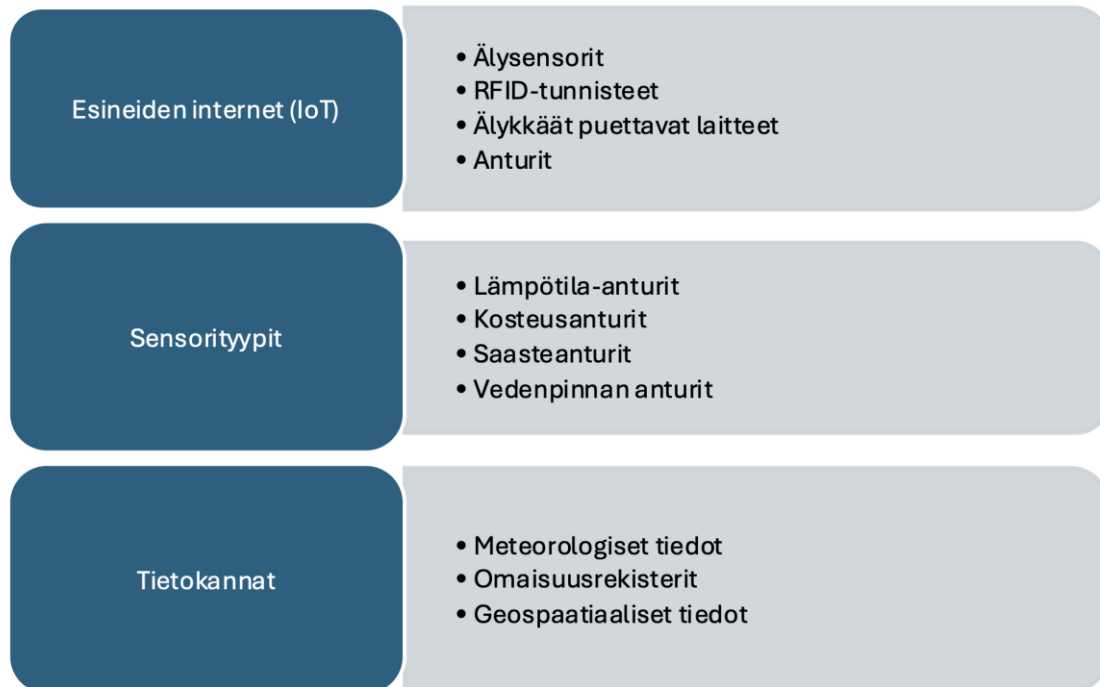 Esineiden internet (IoT)
• Älysensorit
• RFID-tunnisteet
• Älykkäät puettavat laitteet
• Anturit
Sensorityypit
• Lämpötila-anturit
• Kosteusanturit
• Saasteanturit
• Vedenpinnan anturit
Tietokannat
• Meteorologiset tiedot
• Omaisuusrekisterit
• Geospaatiaaliset tiedot